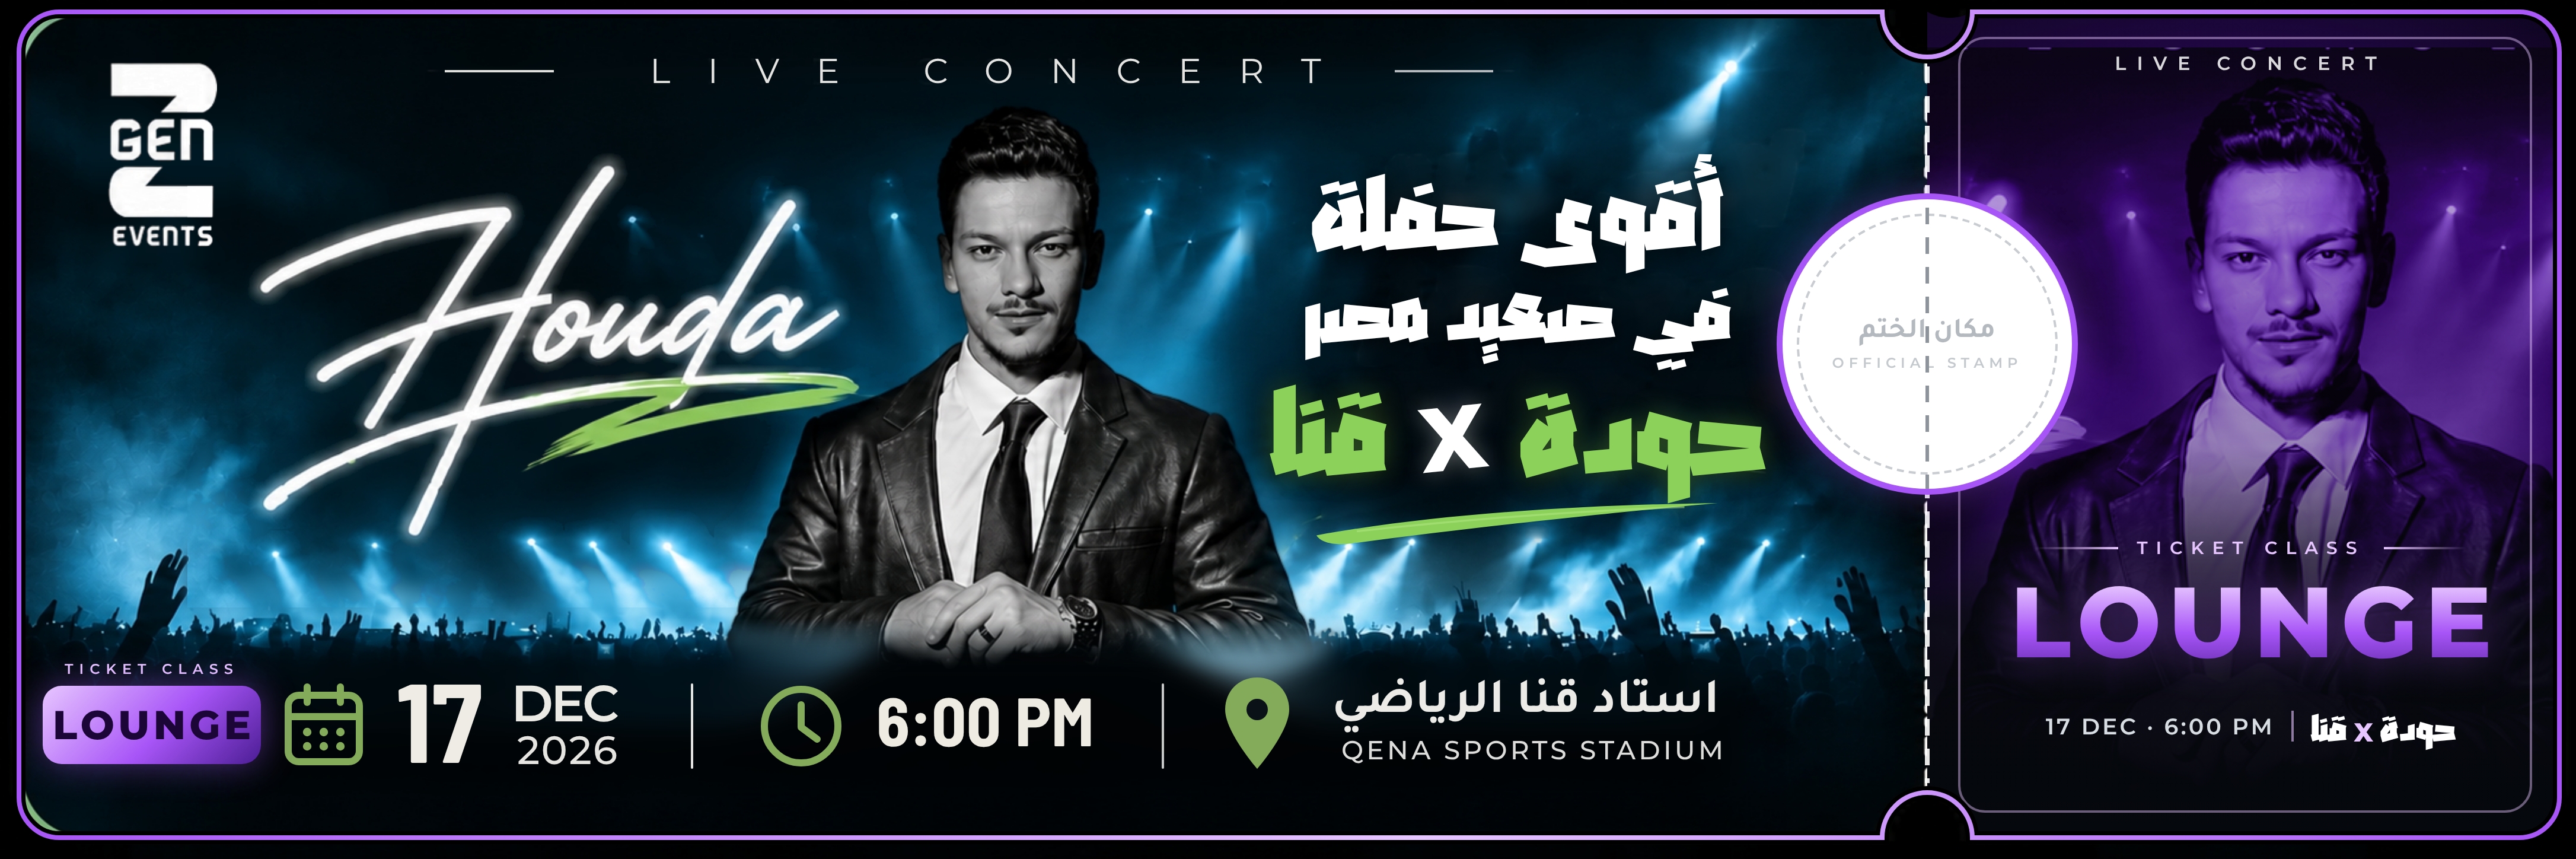 LIVE CONCERT
GEN Z
EVENTS
Houda
أقوى حفلة
في صعيد مصر
حودة X قنا
TICKET CLASS
LOUNGE
17 DEC 2026
6:00 PM
استاد قنا الرياضي
QENA SPORTS STADIUM
مكان الختم
OFFICIAL STAMP
LIVE CONCERT
TICKET CLASS
LOUNGE
17 DEC · 6:00 PM | حودة X قنا